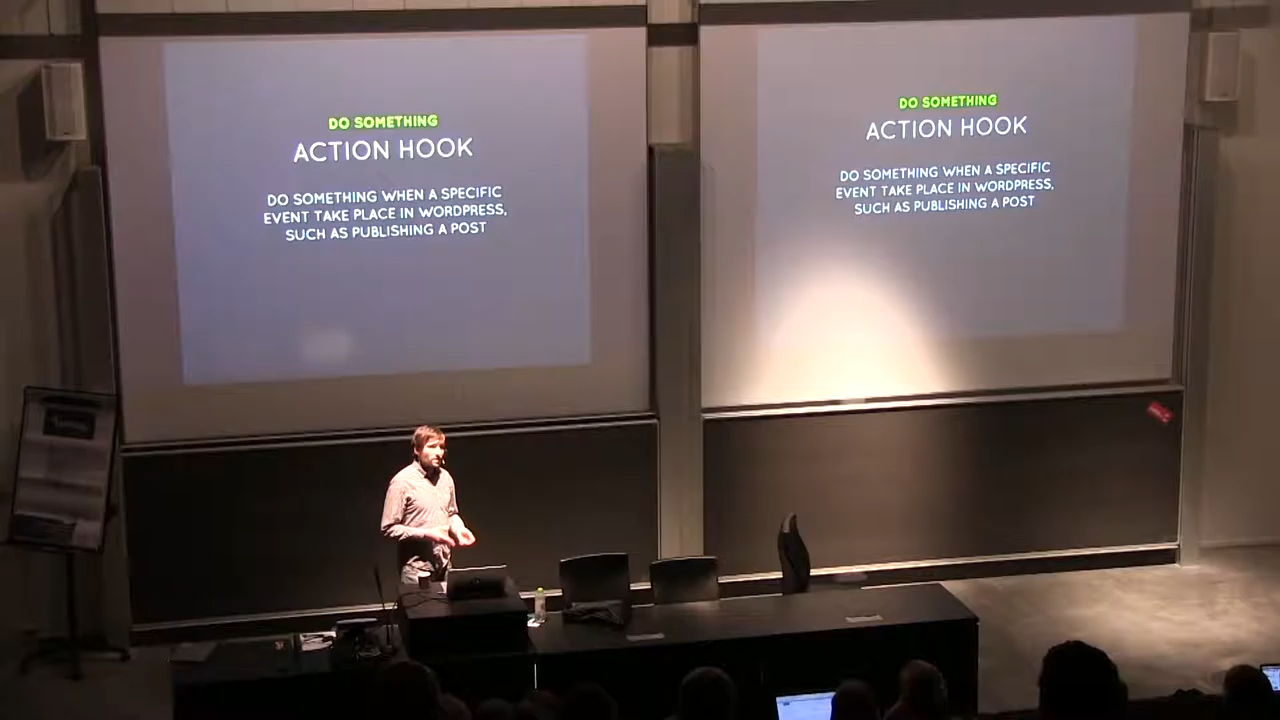 DO SOMETHING
ACTION HOOK
DO SOMETHING WHEN A SPECIFIC
EVENT TAKE PLACE IN WORDPRESS,
SUCH AS PUBLISHING A POST
DO SOMETHING
ACTION HOOK
DO SOMETHING WHEN A SPECIFIC
EVENT TAKE PLACE IN WORDPRESS,
SUCH AS PUBLISHING A POST